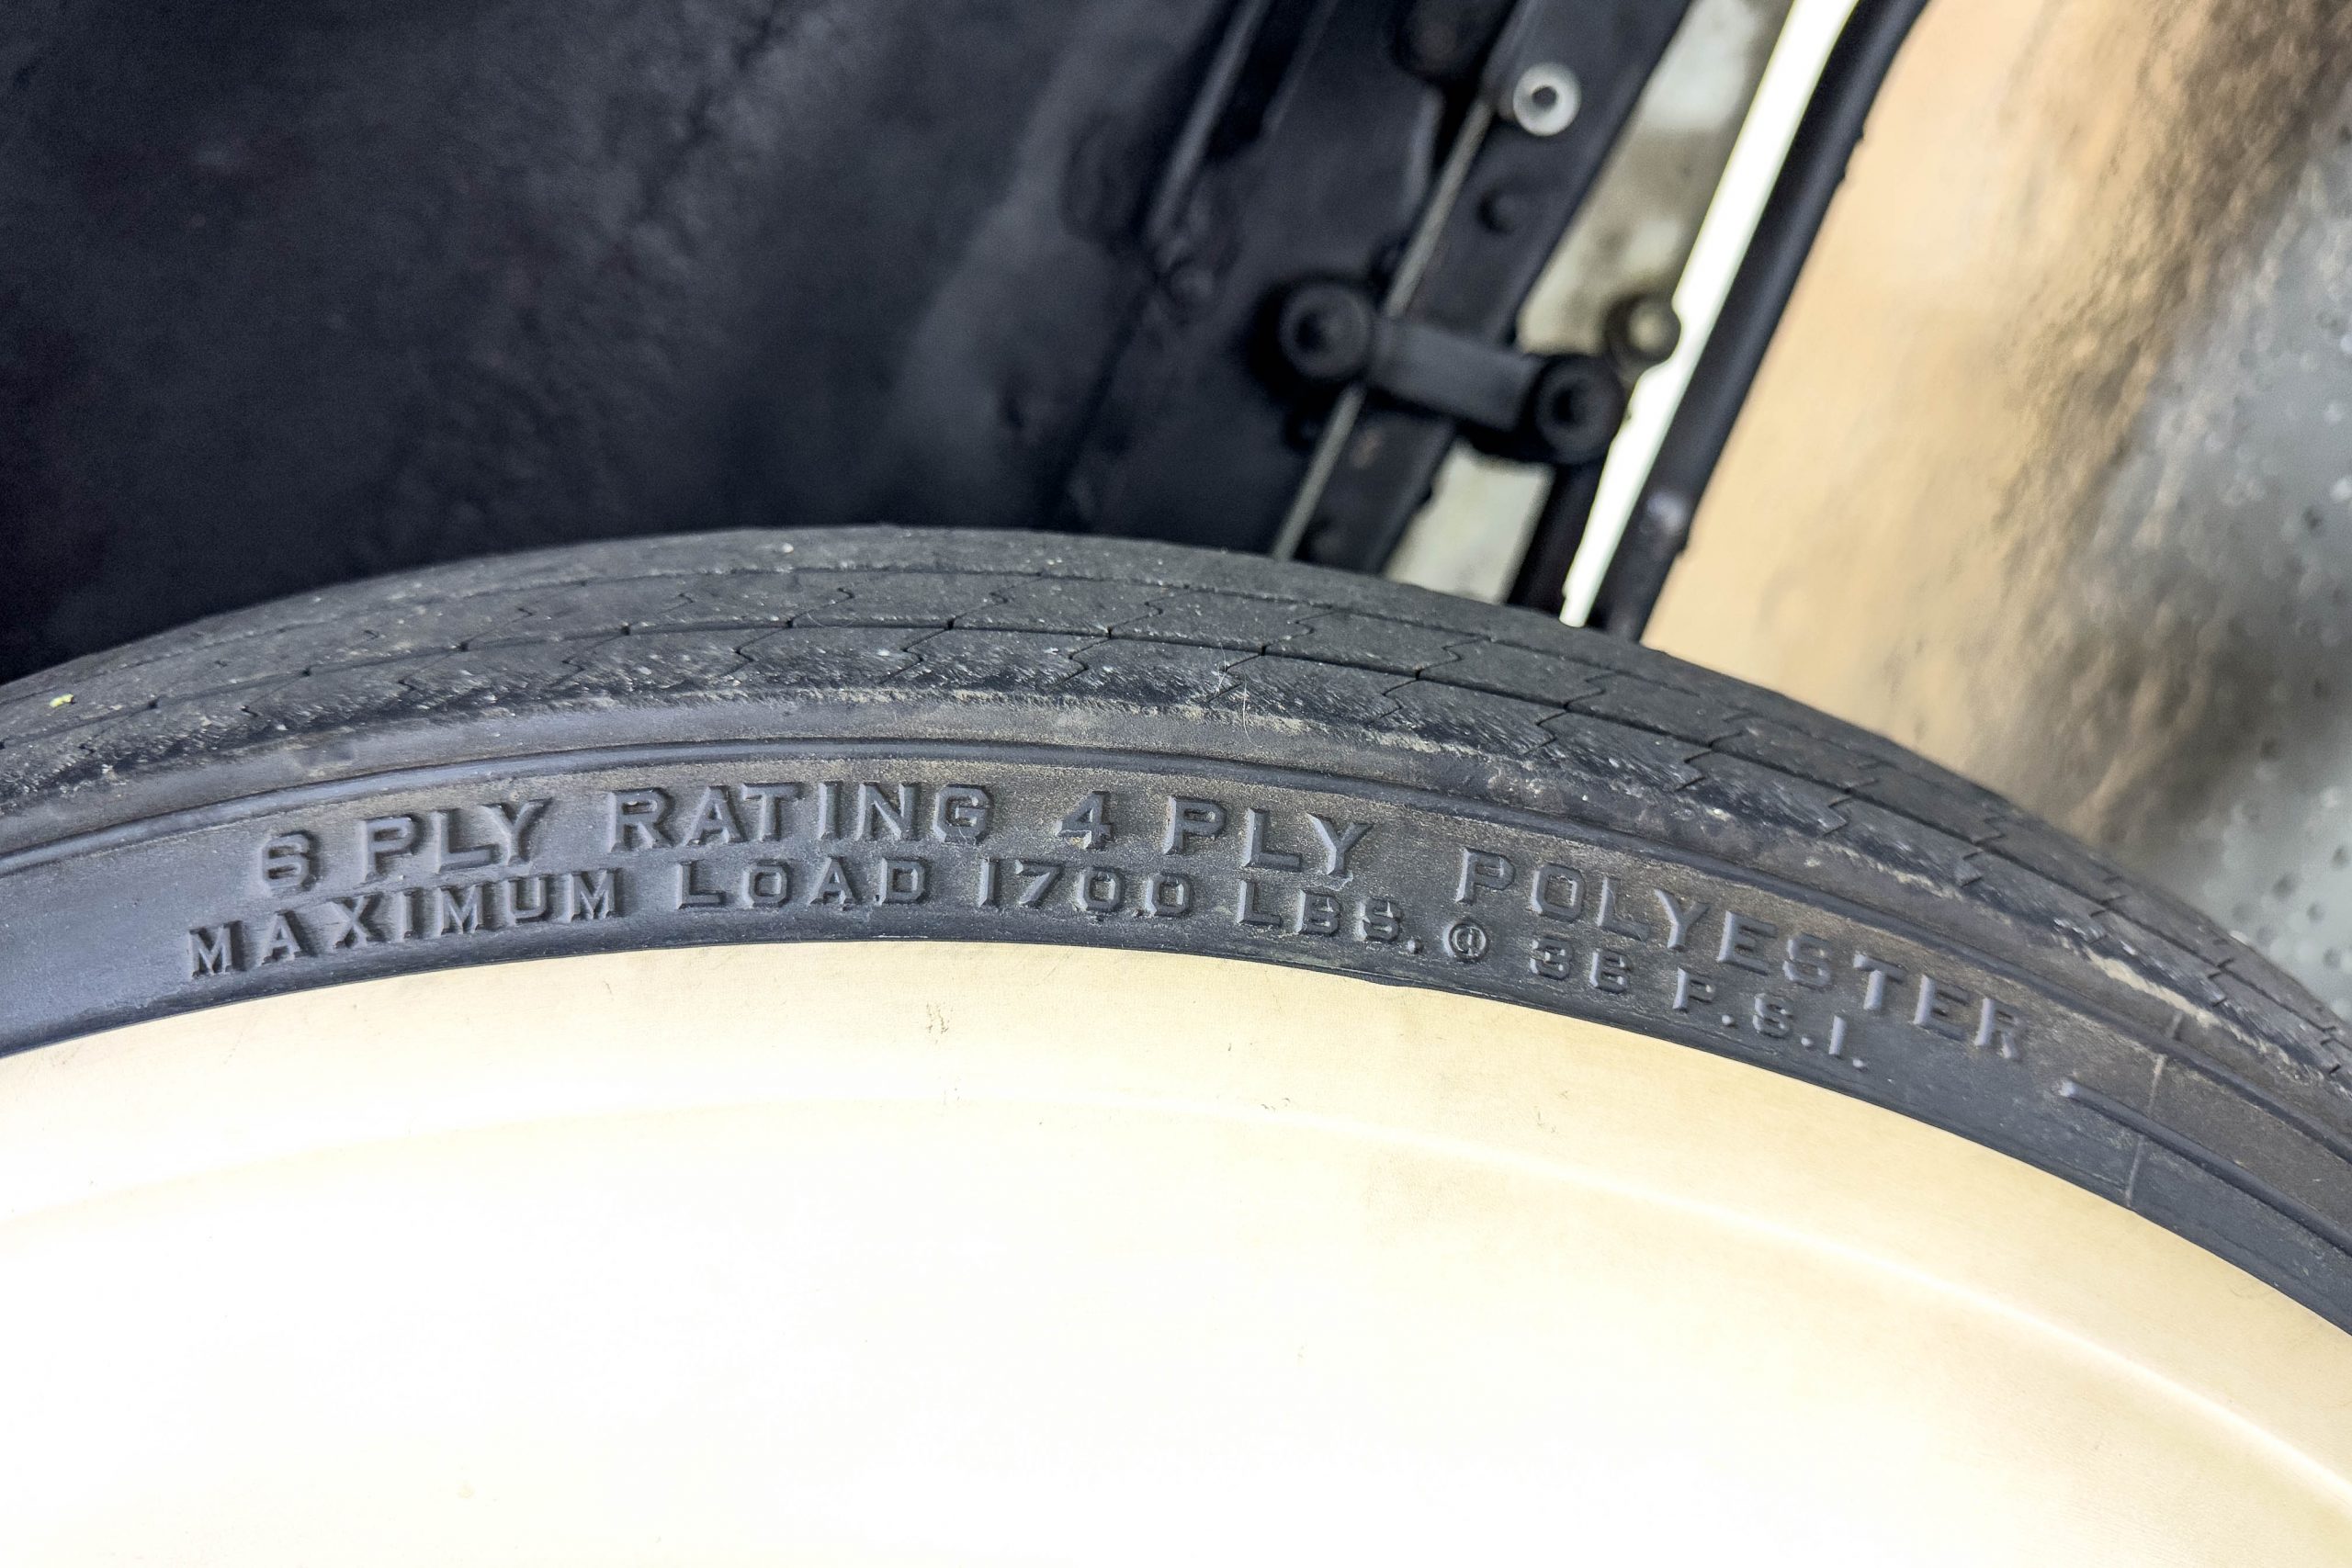 6 PLY RATING 4 PLY POLYESTER
MAXIMUM LOAD 1700 LBS. @ 36 P.S.I.